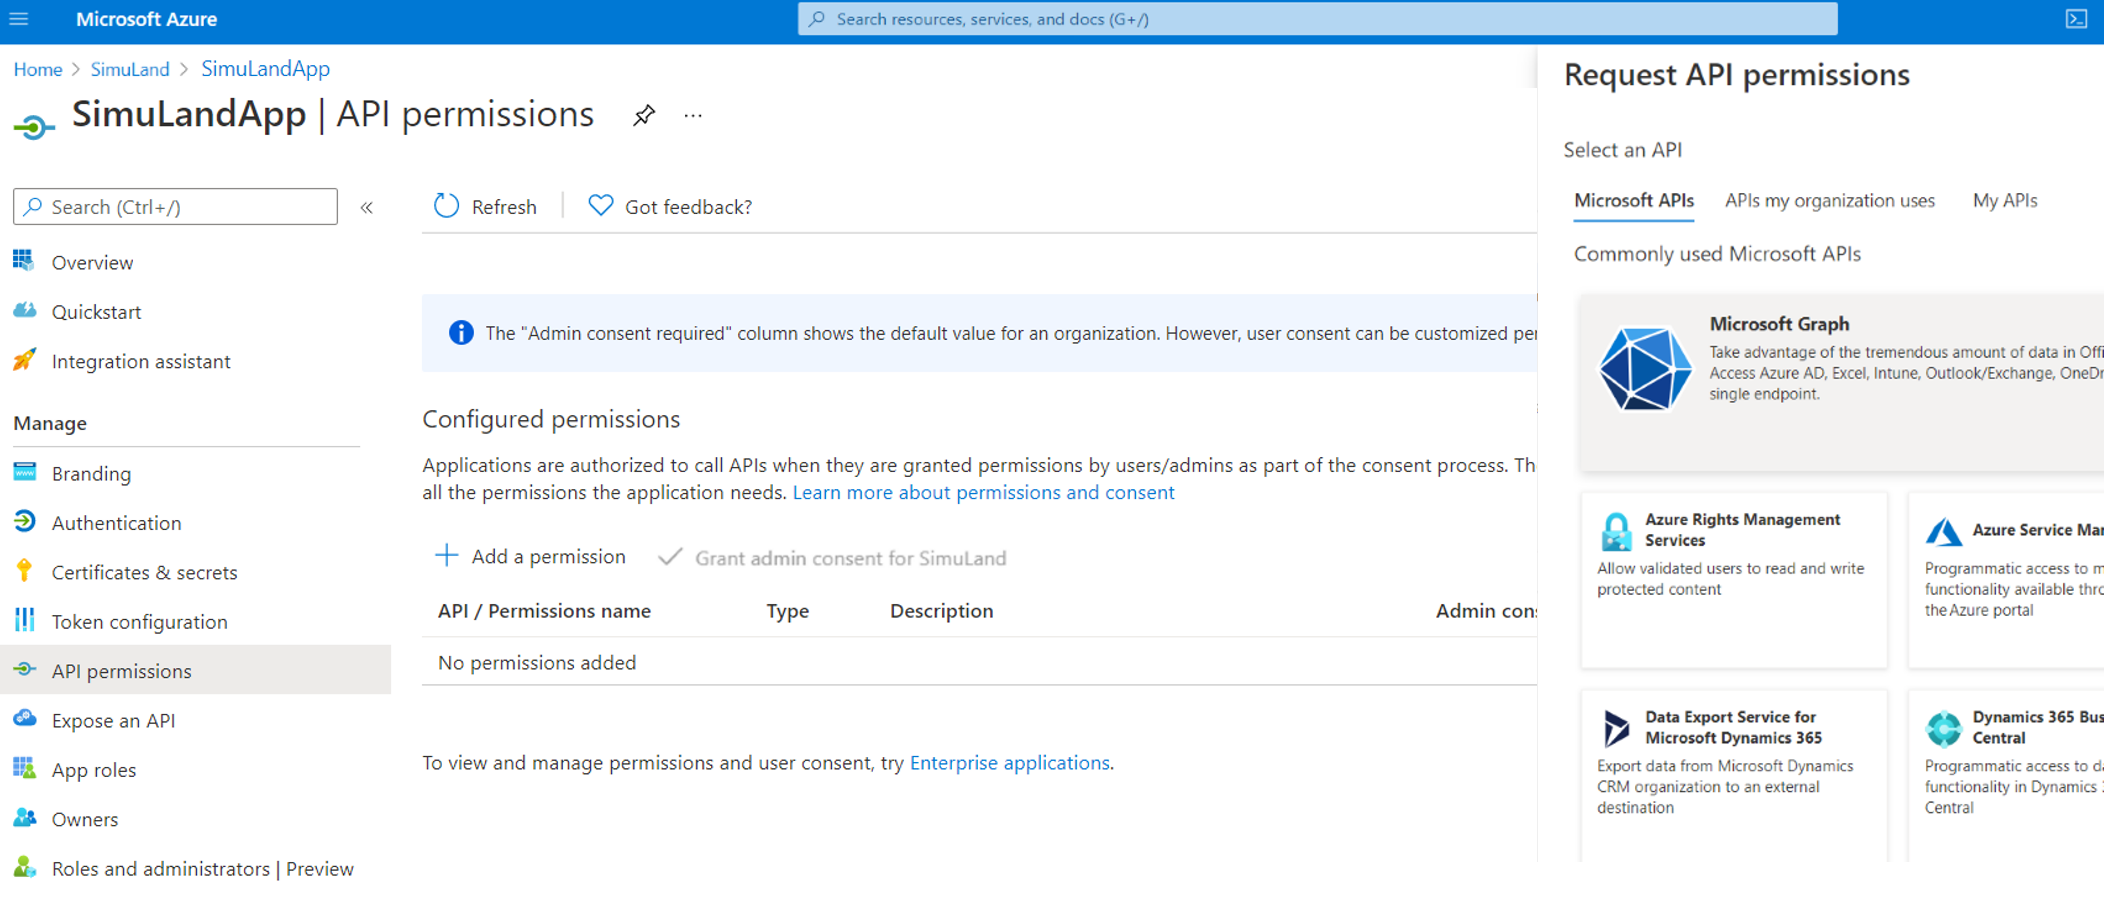 Microsoft Azure
Search resources, services, and docs (G+/)
Home > SimuLand > SimuLandApp
SimuLandApp | API permissions
...
Search (Ctrl+/)
«
Overview
Quickstart
Integration assistant
Manage
Branding
Authentication
Certificates & secrets
Token configuration
API permissions
Expose an API
App roles
Owners
Roles and administrators | Preview
Refresh
Got feedback?
The "Admin consent required" column shows the default value for an organization. However, user consent can be customized per
Configured permissions
Applications are authorized to call APIs when they are granted permissions by users/admins as part of the consent process. Th
all the permissions the application needs. Learn more about permissions and consent
Add a permission
Grant admin consent for SimuLand
API / Permissions name
Type
Description
Admin cons
No permissions added
To view and manage permissions and user consent, try Enterprise applications.
Request API permissions
Select an API
Microsoft APIs
APIs my organization uses
My APIs
Commonly used Microsoft APIs
Microsoft Graph
Take advantage of the tremendous amount of data in Offi
Access Azure AD, Excel, Intune, Outlook/Exchange, OneDr
single endpoint.
Azure Rights Management
Services
Allow validated users to read and write
protected content
Azure Service Mar
Programmatic access to m
functionality available thro
the Azure portal
Data Export Service for
Microsoft Dynamics 365
Export data from Microsoft Dynamics
CRM organization to an external
destination
Dynamics 365 Bus
Central
Programmatic access to da
functionality in Dynamics
Central